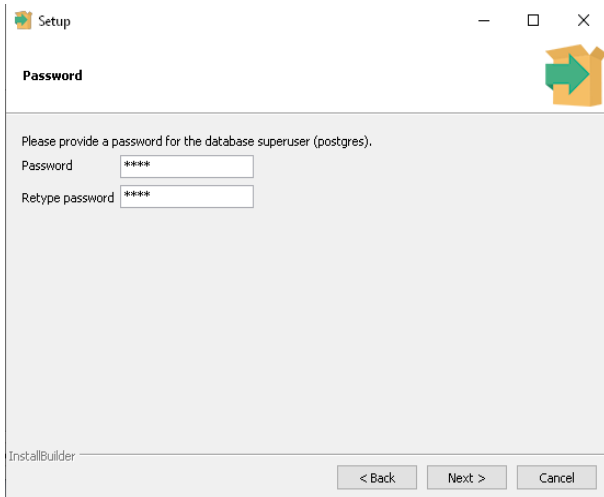 Setup
Password
Please provide a password for the database superuser (postgres).
Password ****
Retype password ****
InstallBuilder
< Back Next > Cancel